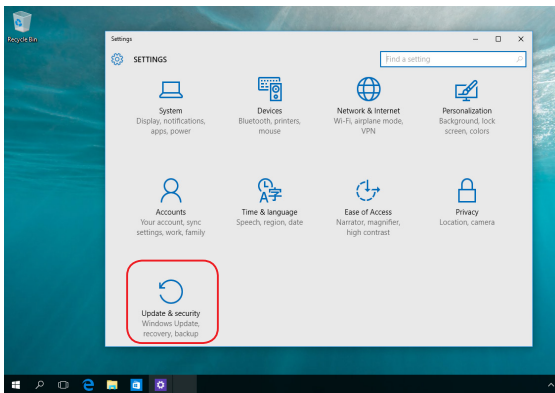 Recycle Bin
Settings
SETTINGS
Find a setting
System
Display, notifications,
apps, power
Devices
Bluetooth, printers,
mouse
Network & Internet
Wi-Fi, airplane mode,
VPN
Personalization
Background, lock
screen, colors
Accounts
Your account, sync
settings, work, family
Time & language
Speech, region, date
Ease of Access
Narrator, magnifier,
high contrast
Privacy
Location, camera
Update & security
Windows Update,
recovery, backup